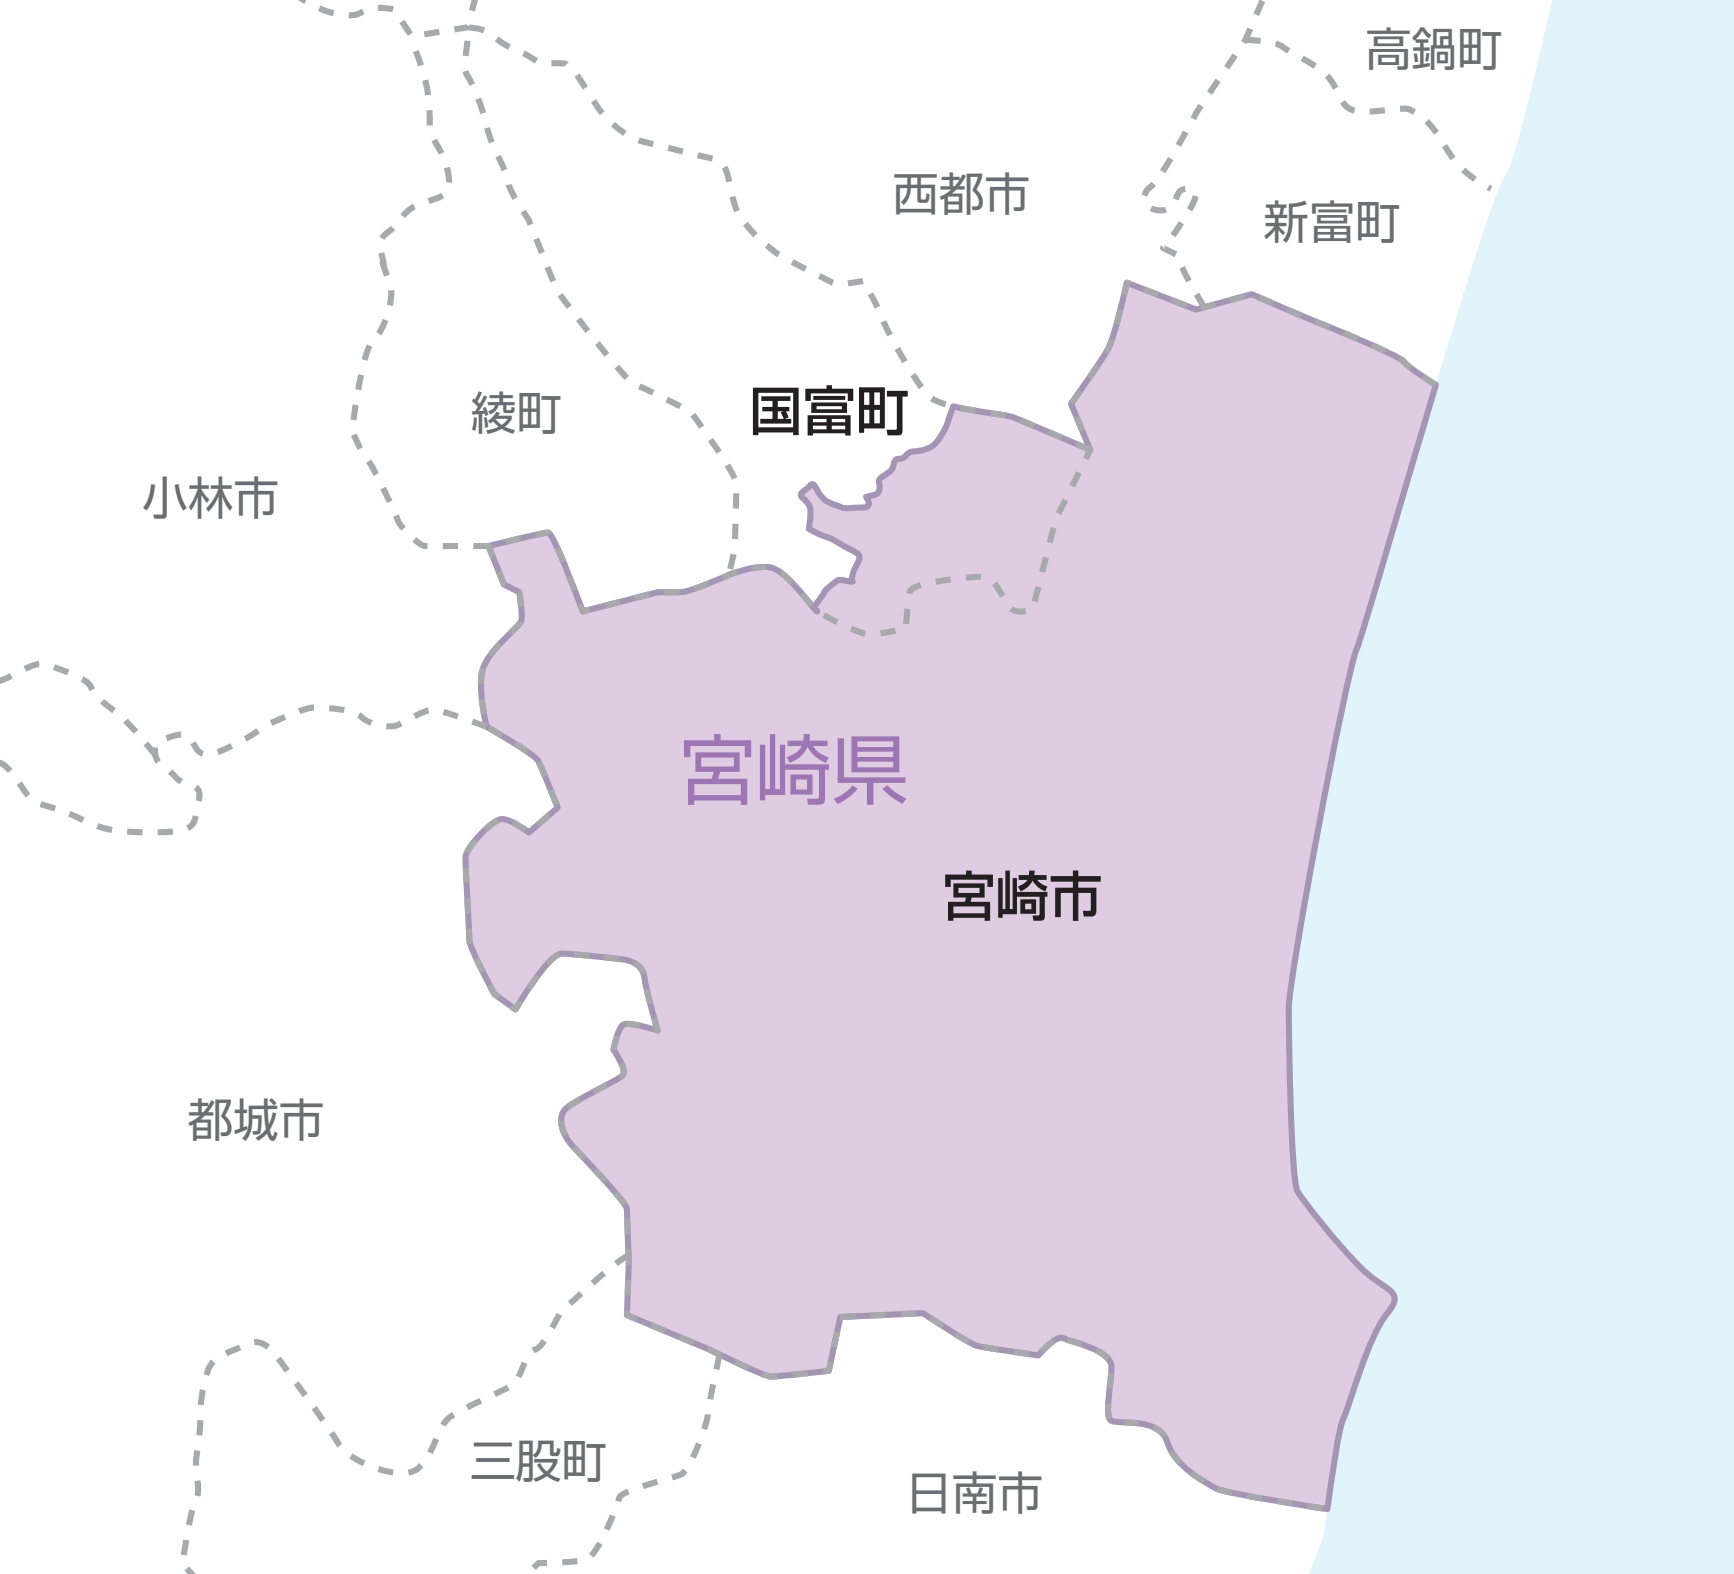 高鍋町
西都市
新富町
綾町
国富町
小林市
宮崎県
宮崎市
都城市
三股町
日南市